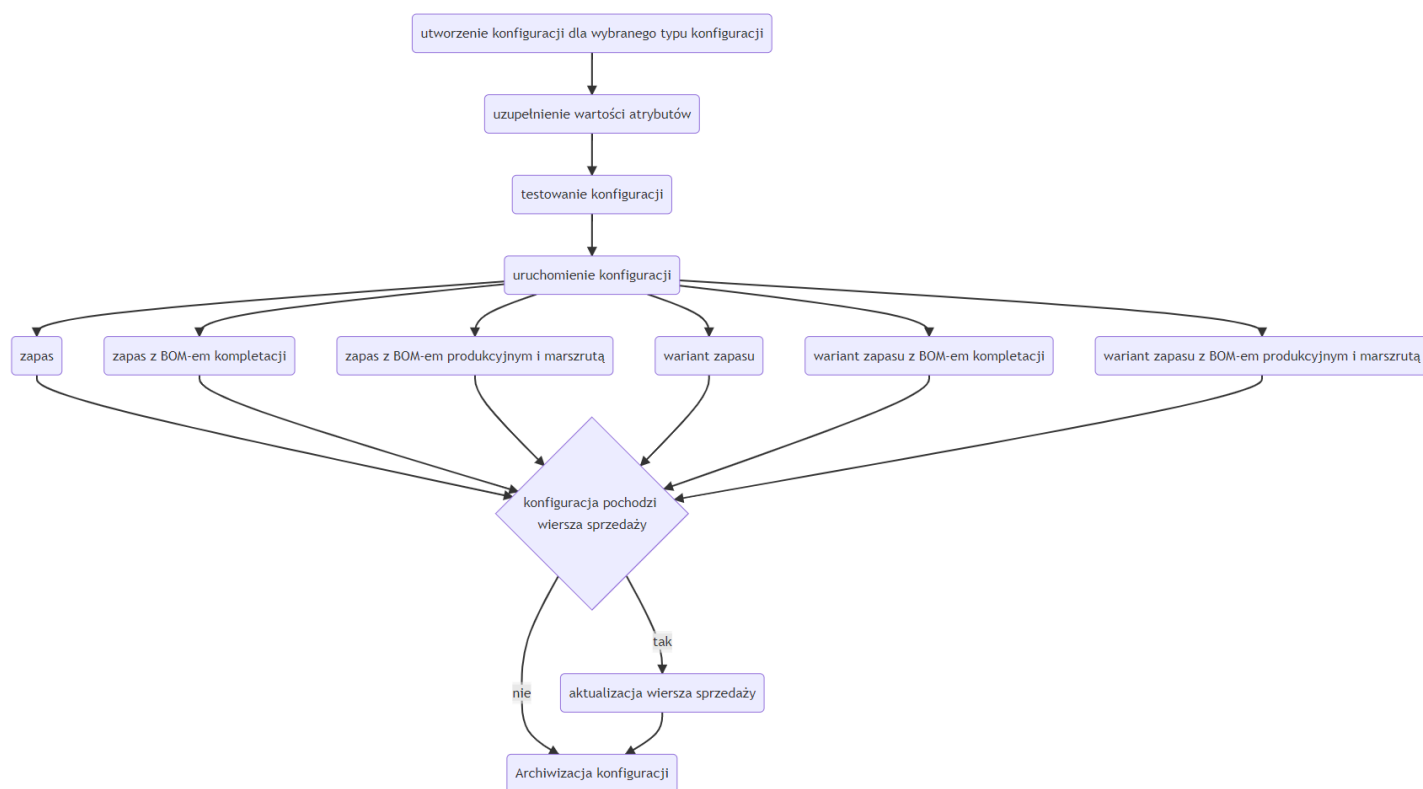 utworzenie konfiguracji dla wybranego typu konfiguracji
uzupełnienie wartości atrybutów
testowanie konfiguracji
uruchomienie konfiguracji
zapas
zapas z BOM-em kompletacji
zapas z BOM-em produkcyjnym i marszrutą
wariant zapasu
wariant zapasu z BOM-em kompletacji
wariant zapasu z BOM-em produkcyjnym i marszrutą
konfiguracja pochodzi
wiersza sprzedaży
tak
nie
aktualizacja wiersza sprzedaży
Archiwizacja konfiguracji